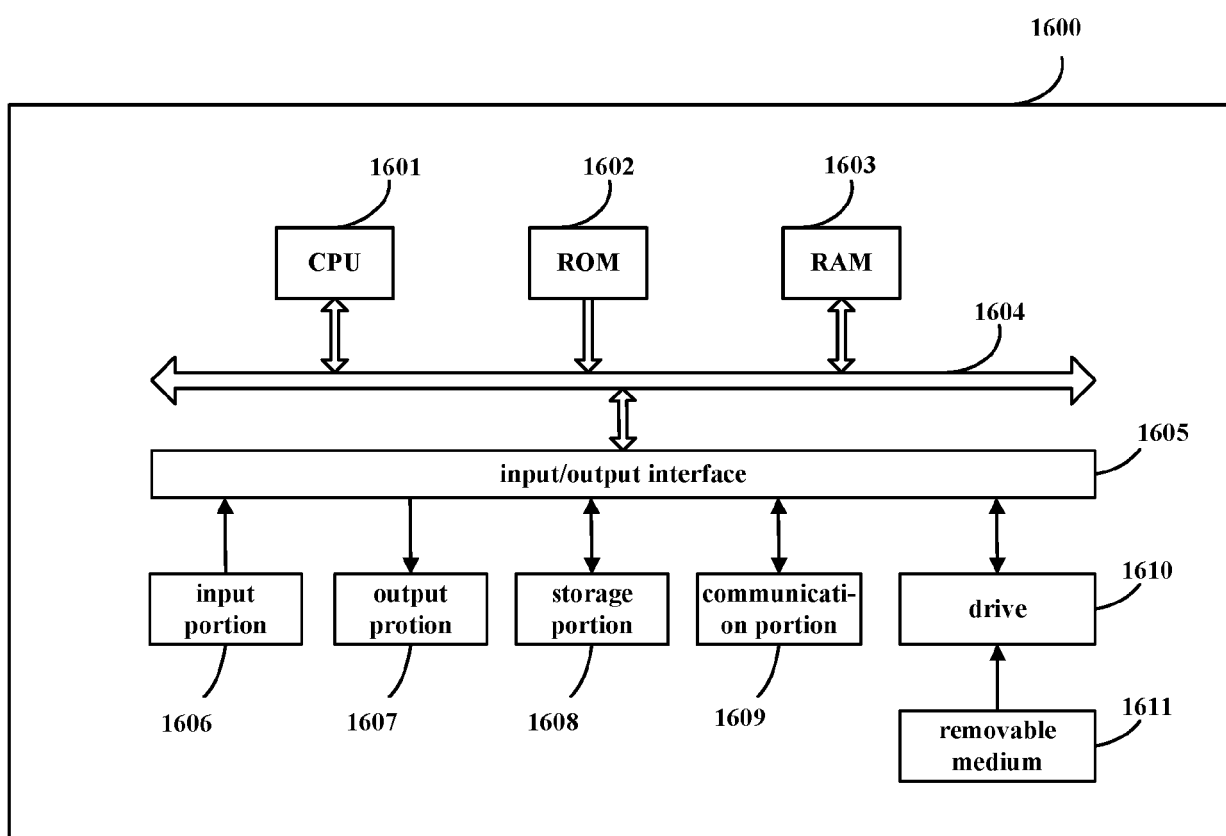 1600
1601
1602
1603
CPU
ROM
RAM
1604
1605
input/output interface
input
portion
output
protion
storage
portion
communicati-
on portion
drive
1610
1606
1607
1608
1609
removable
medium
1611